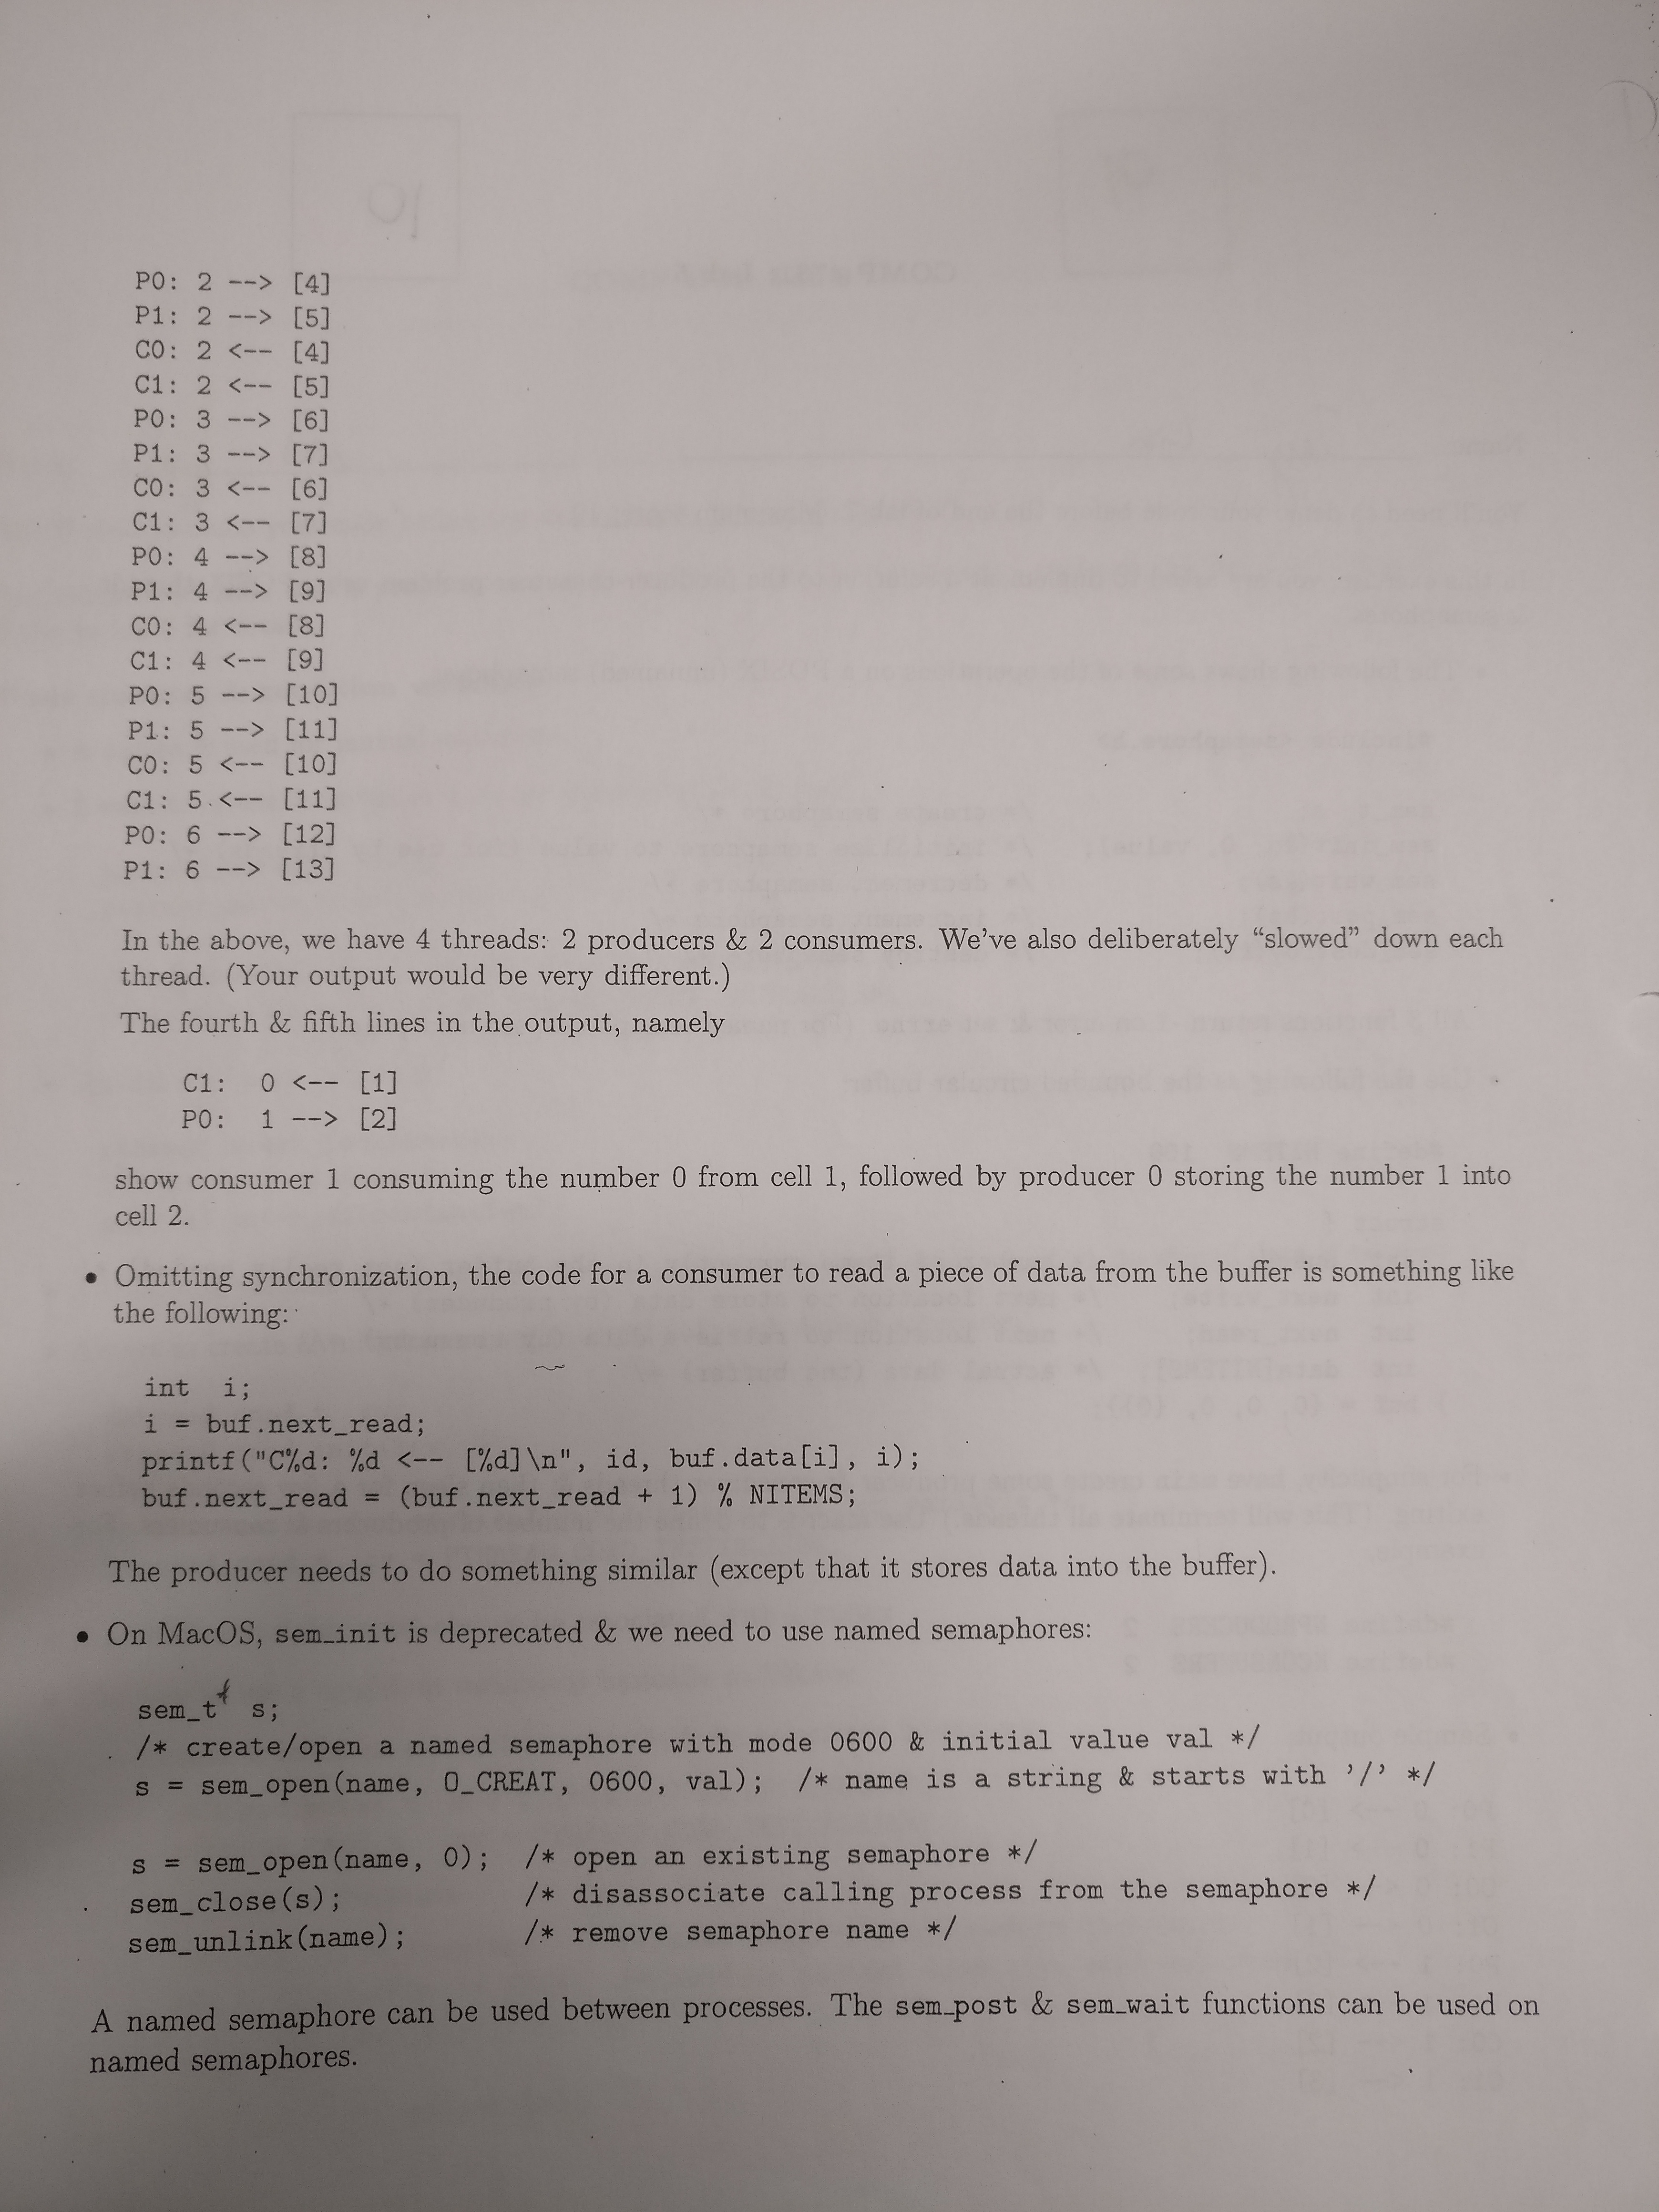 P0: 2 --> [4]
P1: 2 --> [5]
C0: 2 <-- [4]
C1: 2 <-- [5]
P0: 3 --> [6]
P1: 3 --> [7]
C0: 3 <-- [6]
C1: 3 <-- [7]
P0: 4 --> [8]
P1: 4 --> [9]
C0: 4 <-- [8]
C1: 4 <-- [9]
P0: 5 --> [10]
P1: 5 --> [11]
C0: 5 <-- [10]
C1: 5 <-- [11]
P0: 6 --> [12]
P1: 6 --> [13]
In the above, we have 4 threads: 2 producers & 2 consumers. We've also deliberately “slowed” down each
thread. (Your output would be very different.)
The fourth & fifth lines in the output, namely
C1:  0 <-- [1]
P0:  1 --> [2]
show consumer 1 consuming the number 0 from cell 1, followed by producer 0 storing the number 1 into
cell 2.
• Omitting synchronization, the code for a consumer to read a piece of data from the buffer is something like
the following:
int  i;
i = buf.next_read;
printf("C%d: %d <-- [%d]\n", id, buf.data[i], i);
buf.next_read = (buf.next_read + 1) % NITEMS;
The producer needs to do something similar (except that it stores data into the buffer).
• On MacOS, sem_init is deprecated & we need to use named semaphores:
sem_t* s;
/* create/open a named semaphore with mode 0600 & initial value val */
s = sem_open(name, O_CREAT, 0600, val);  /* name is a string & starts with '/' */
s = sem_open(name, 0);  /* open an existing semaphore */
sem_close(s);           /* disassociate calling process from the semaphore */
sem_unlink(name);       /* remove semaphore name */
A named semaphore can be used between processes. The sem_post & sem_wait functions can be used on
named semaphores.